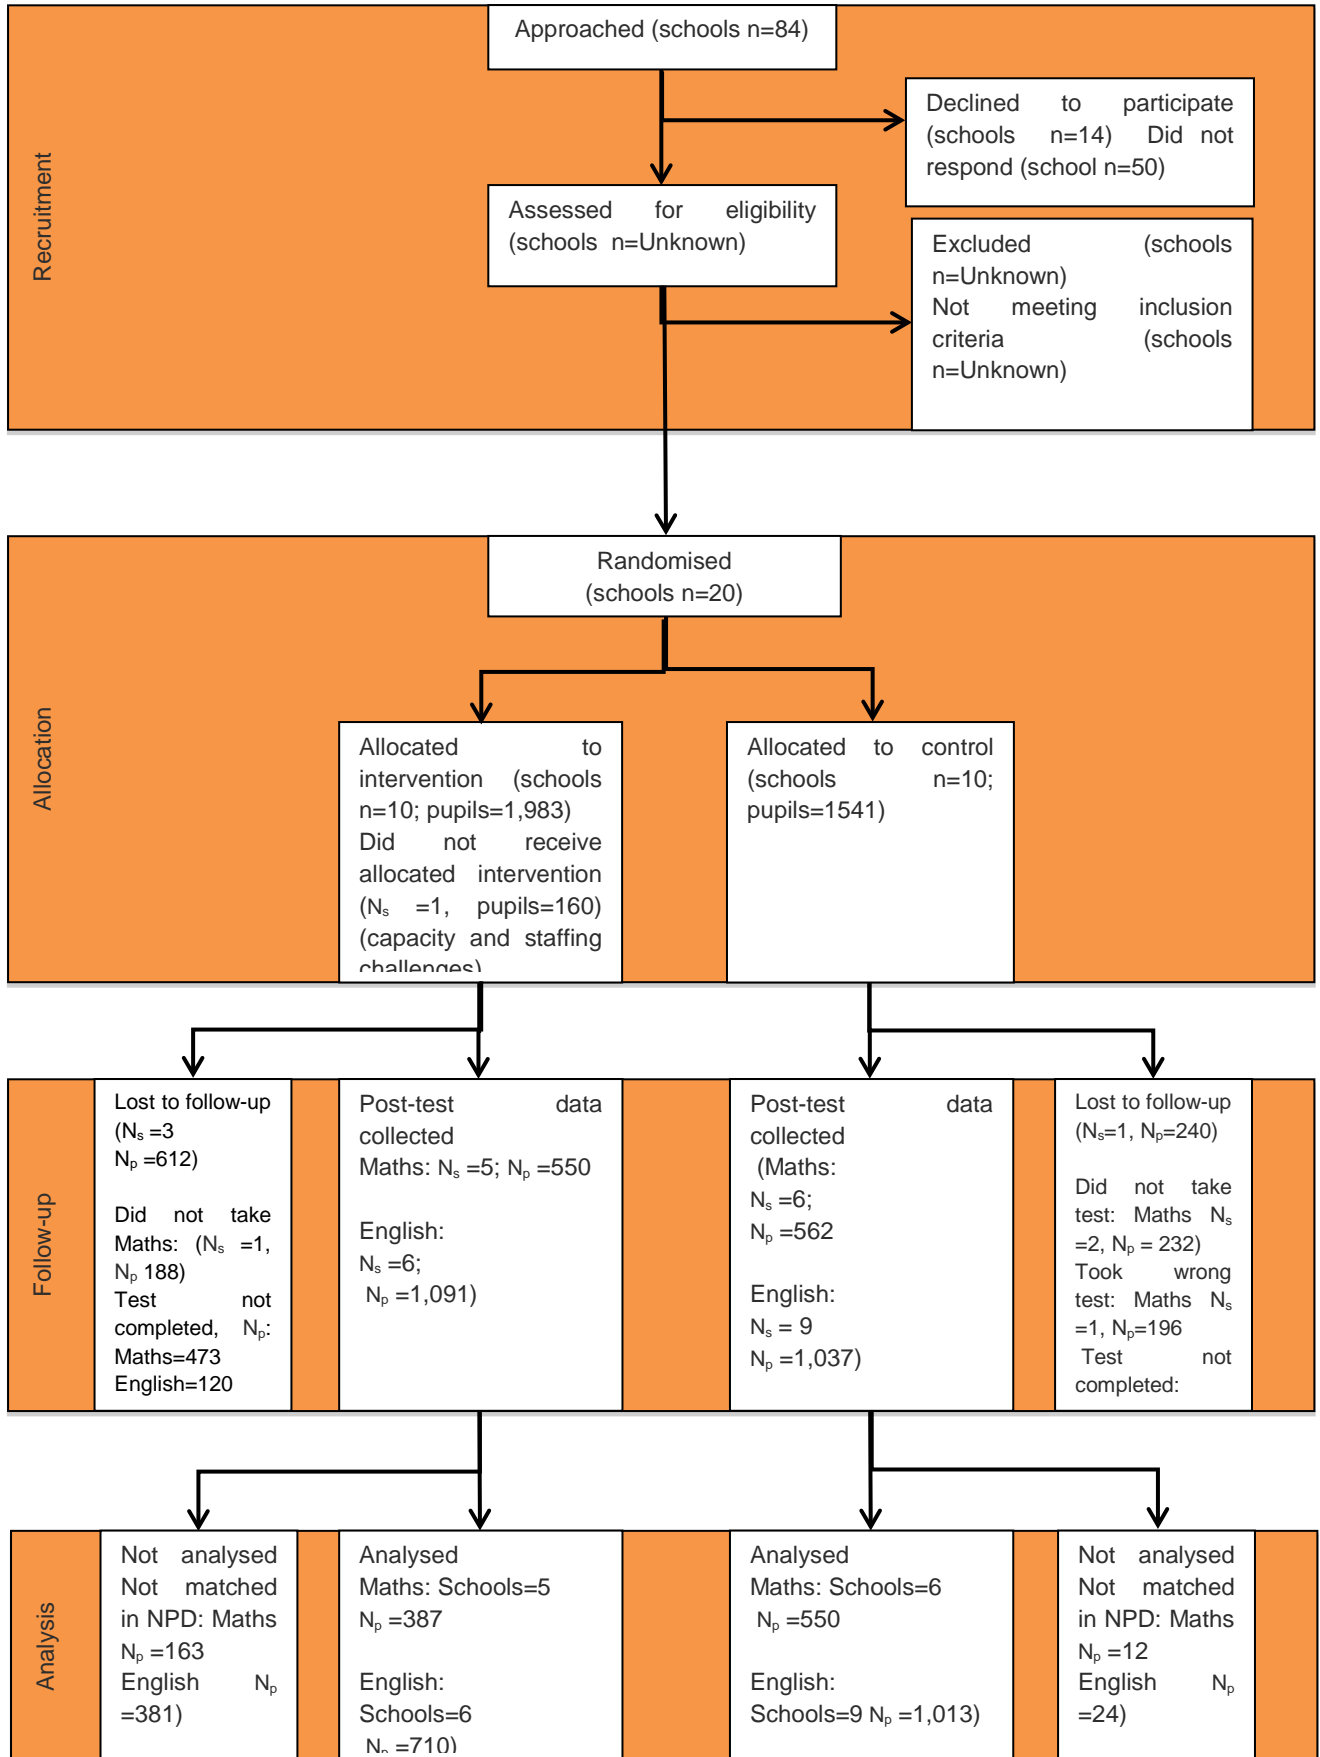 Approached (schools n=84)
Declined to participate
(schools n=14) Did not
respond (school n=50)
Assessed for eligibility
(schools n=Unknown)
Excluded (schools
n=Unknown)
Not meeting inclusion
criteria (schools
n=Unknown)
Recruitment
Randomised
(schools n=20)
Allocation
Allocated to
intervention (schools
n=10; pupils=1,983)
Did not receive
allocated intervention
(Ns =1, pupils=160)
(capacity and staffing
challenges)
Allocated to control
(schools n=10;
pupils=1541)
Follow-up
Lost to follow-up
(Ns =3
Np =612)
Did not take
Maths: (Ns =1,
Np 188)
Test not
completed, Np:
Maths=473
English=120
Post-test data
collected
Maths: Ns =5; Np =550
English:
Ns =6;
Np =1,091)
Post-test data
collected
(Maths:
Ns =6;
Np =562
English:
Ns = 9
Np =1,037)
Lost to follow-up
(Ns=1, Np=240)
Did not take
test: Maths Ns
=2, Np = 232)
Took wrong
test: Maths Ns
=1, Np=196
Test not
completed:
Analysis
Not analysed
Not matched
in NPD: Maths
Np =163
English Np
=381)
Analysed
Maths: Schools=5
Np =387
English:
Schools=6
Np =710)
Analysed
Maths: Schools=6
Np =550
English:
Schools=9 Np =1,013)
Not analysed
Not matched
in NPD: Maths
Np =12
English Np
=24)